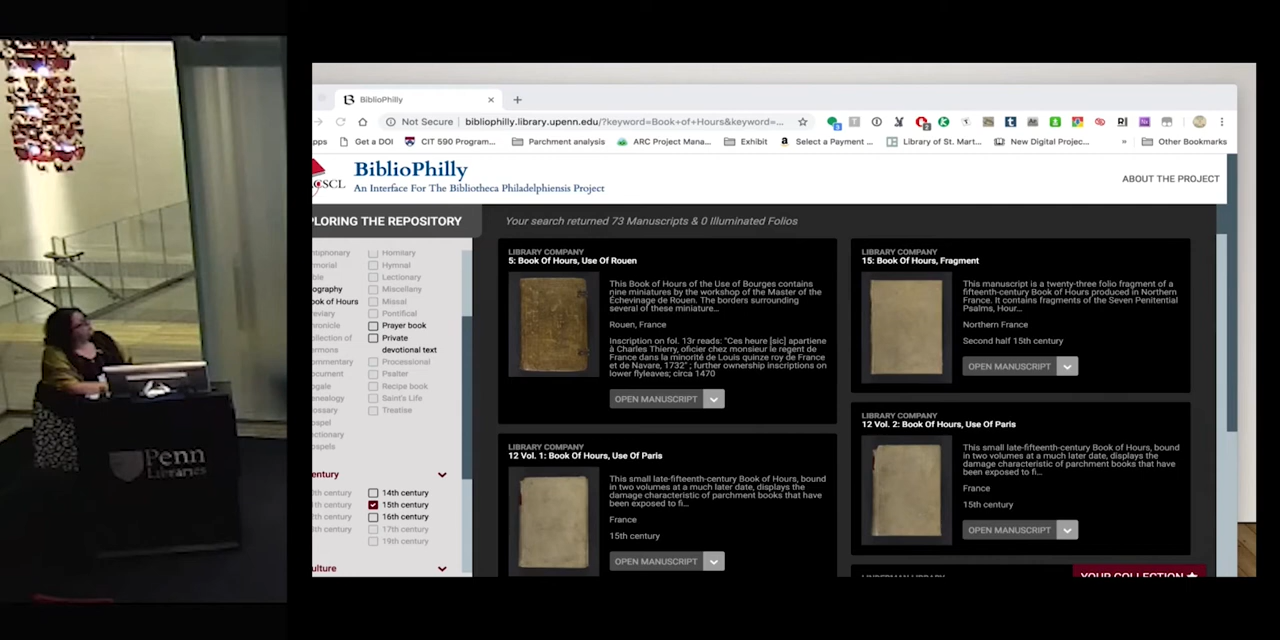 BiblioPhilly
Not Secure bibliophilly.library.upenn.edu/?keyword=Book+of+Hours&keyword=...
Get a DOI CIT 590 Program... Parchment analysis ARC Project Mana... Exhibit Select a Payment ... Library of St. Mart... New Digital Projec... » Other Bookmarks
BiblioPhilly
An Interface For The Bibliotheca Philadelphiensis Project
ABOUT THE PROJECT
PLORING THE REPOSITORY
Your search returned 73 Manuscripts & 0 Illuminated Folios
Homiliary
Hymnal
Lectionary
Miscellany
Missal
Pontifical
Prayer book
Private
devotional text
Processional
Psalter
Recipe book
Saint's Life
Treatise
ook of Hours
ntury
14th century
15th century
16th century
17th century
19th century
ulture
LIBRARY COMPANY
5: Book Of Hours, Use Of Rouen
This Book of Hours of the Use of Bourges contains
nine miniatures by the workshop of the Master of the
Échevinage de Rouen. The borders surrounding
several of these miniature...
Rouen, France
Inscription on fol. 13r reads: "Ces heure [sic] apartiene
à Charles Thierry, oficier chez monsieur le regent de
France dans la minorité de Louis quinze roy de France
et de Navare, 1732" ; further ownership inscriptions on
lower flyleaves; circa 1470
OPEN MANUSCRIPT
LIBRARY COMPANY
15: Book Of Hours, Fragment
This manuscript is a twenty-three folio fragment of a
fifteenth-century Book of Hours produced in Northern
France. It contains fragments of the Seven Penitential
Psalms, Hour...
Northern France
Second half 15th century
OPEN MANUSCRIPT
LIBRARY COMPANY
12 Vol. 1: Book Of Hours, Use Of Paris
This small late-fifteenth-century Book of Hours, bound
in two volumes at a much later date, displays the
damage characteristic of parchment books that have
been exposed to fi...
France
15th century
OPEN MANUSCRIPT
LIBRARY COMPANY
12 Vol. 2: Book Of Hours, Use Of Paris
This small late-fifteenth-century Book of Hours, bound
in two volumes at a much later date, displays the
damage characteristic of parchment books that have
been exposed to fi...
France
15th century
OPEN MANUSCRIPT
YOUR COLLECTION
Penn
Libraries